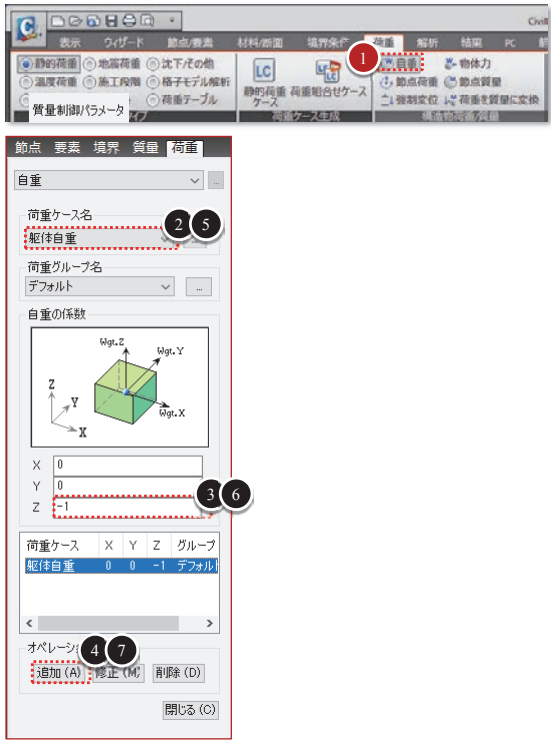 Civil
表示 ウィザード 節点/要素 材料/断面 境界条件 荷重 解析 結果 PC
1
静的荷重 地震荷重 沈下/その他
温度荷重 施工段階 格子モデル解析
荷重テーブル
質量制御パラメータ
イプ
LC
静的荷重
ケース
荷重組合せケース
荷重ケース生成
自重 物体力
節点荷重 節点質量
強制変位 荷重を質量に変換
構造物荷重/質量
節点 要素 境界 質量 荷重
自重
...
荷重ケース名
2 5
躯体自重
荷重グループ名
デフォルト
...
自重の係数
Wgt.Z
Wgt.Y
Wgt.X
Z
Y
X
X 0
Y 0
3 6
Z -1
荷重ケース X Y Z グループ
躯体自重 0 0 -1 デフォル
オペレーショ
4 7
追加(A) 修正(M) 削除(D)
閉じる(C)